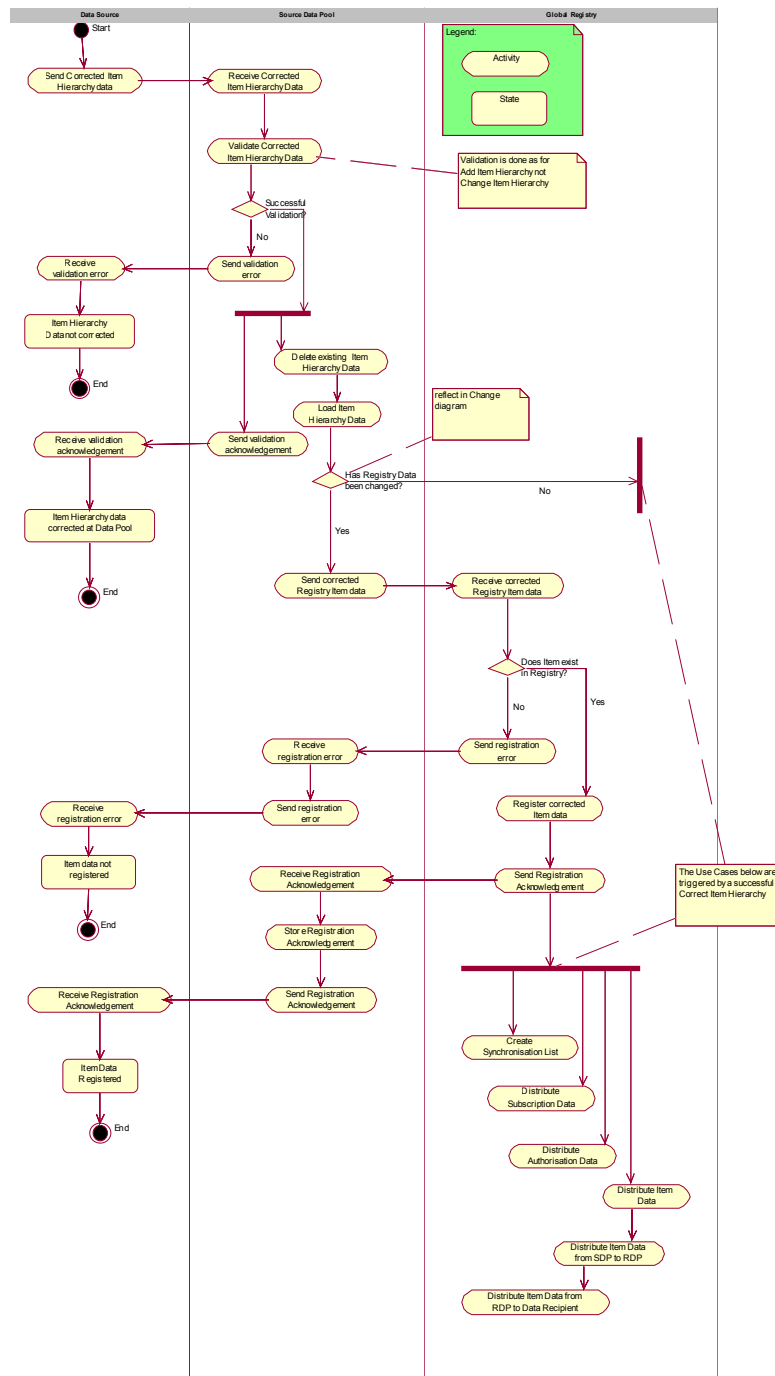 Data Source
Source Data Pool
Global Registry
Start
Legend:
Activity
State
Send Corrected Item
Hierarchy data
Receive Corrected
Item Hierarchy Data
Validate Corrected
Item Hierarchy Data
Validation is done as for
Add Item Hierarchy not
Change Item Hierarchy
Successful
Validation?
No
Receive
validation error
Send validation
error
Item Hierarchy
Data not corrected
End
Delete existing Item
Hierarchy Data
Load Item
Hierarchy Data
reflect in Change
diagram
Receive validation
acknowledgement
Send validation
acknowledgement
Has Registry Data
been changed?
No
Item Hierarchy data
corrected at Data Pool
Yes
End
Send corrected
Registry Item data
Receive corrected
Registry Item data
Does Item exist
in Registry?
No
Yes
Receive
registration error
Send registration
error
Receive
registration error
Send registration
error
Register corrected
Item data
Item data not
registered
Receive Registration
Acknowledgement
Send Registration
Acknowledgement
The Use Cases below are
triggered by a successful
Correct Item Hierarchy
End
Store Registration
Acknowledgement
Receive Registration
Acknowledgement
Send Registration
Acknowledgement
Create
Synchronisation List
Item Data
Registered
Distribute
Subscription Data
End
Distribute
Authorisation Data
Distribute Item
Data
Distribute Item Data
from SDP to RDP
Distribute Item Data from
RDP to Data Recipient